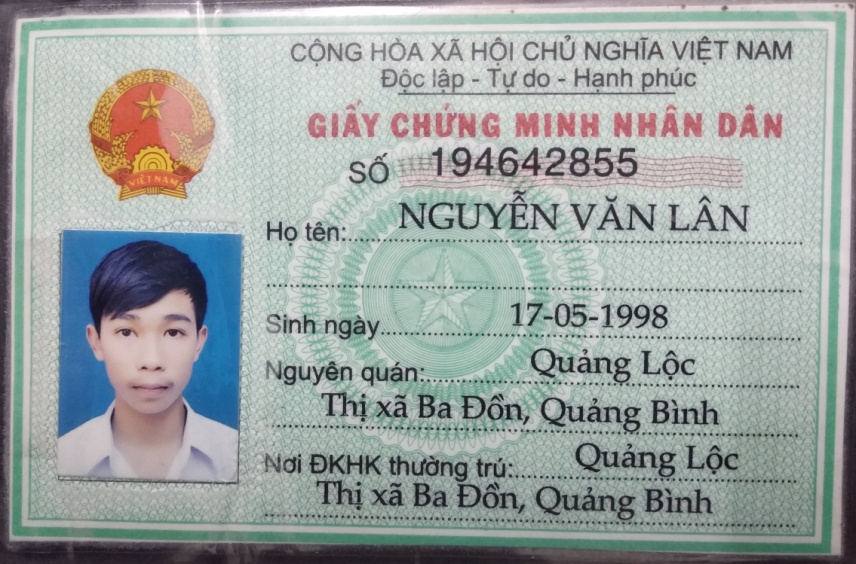 CỘNG HÒA XÃ HỘI CHỦ NGHĨA VIỆT NAM
Độc lập - Tự do - Hạnh phúc
GIẤY CHỨNG MINH NHÂN DÂN
SỐ 194642855
VIỆT NAM
Họ tên: NGUYỄN VĂN LÂN
Sinh ngày 17-05-1998
Nguyên quán: Quảng Lộc
Thị xã Ba Đồn, Quảng Bình
Nơi ĐKHK thường trú: Quảng Lộc
Thị xã Ba Đồn, Quảng Bình